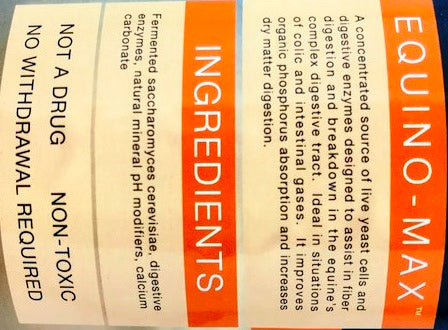 EQUINO-MAX™
A concentrated source of live yeast cells and
digestive enzymes designed to assist in fiber
digestion and breakdown in the equine's
complex digestive tract. Ideal in situations
of colic and intestinal gases. It improves
organic phosphorus absorption and increases
dry matter digestion.
INGREDIENTS
Fermented saccharomyces cerevisiae, digestive
enzymes, natural mineral pH modifiers, calcium
carbonate
NOT A DRUG NON-TOXIC
NO WITHDRAWAL REQUIRED